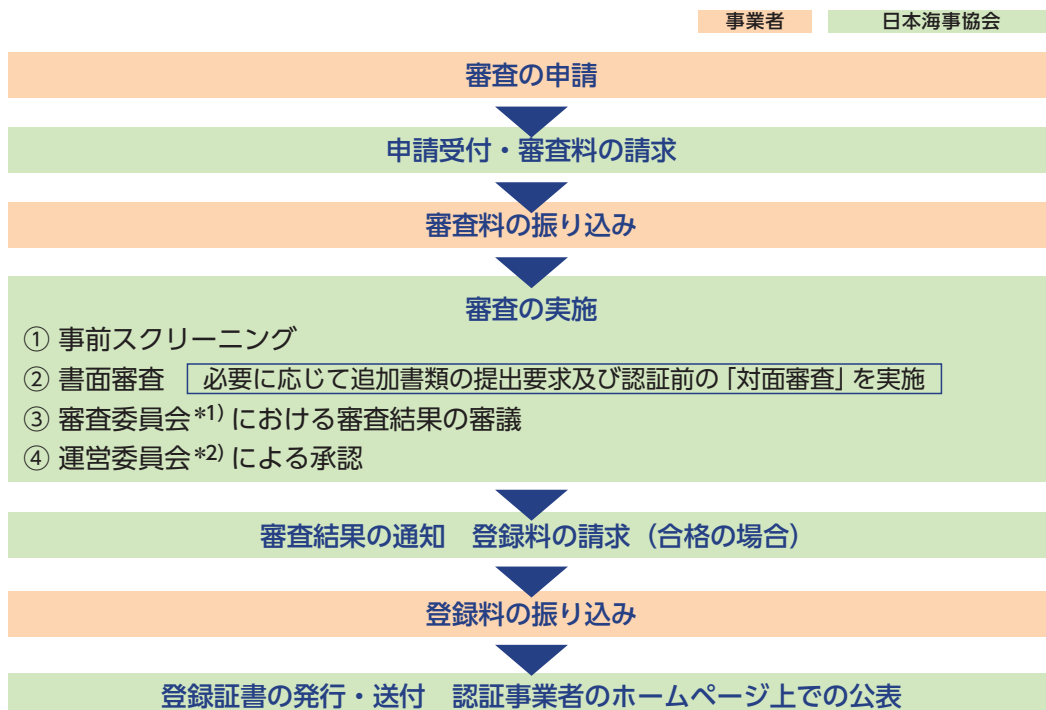 事業者 日本海事協会
審査の申請
申請受付・審査料の請求
審査料の振り込み
審査の実施
① 事前スクリーニング
② 書面審査 必要に応じて追加書類の提出要求及び認証前の「対面審査」を実施
③ 審査委員会*1) における審査結果の審議
④ 運営委員会*2) による承認
審査結果の通知 登録料の請求（合格の場合）
登録料の振り込み
登録証書の発行・送付 認証事業者のホームページ上での公表